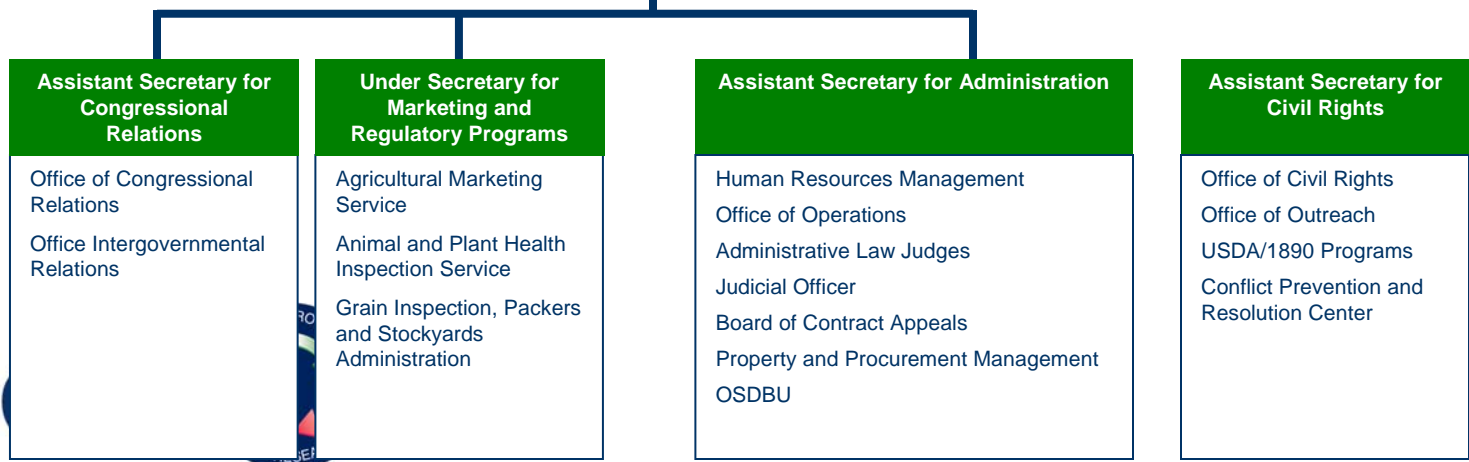 Assistant Secretary for
Congressional
Relations
Office of Congressional
Relations
Office Intergovernmental
Relations
Under Secretary for
Marketing and
Regulatory Programs
Agricultural Marketing
Service
Animal and Plant Health
Inspection Service
Grain Inspection, Packers
and Stockyards
Administration
Assistant Secretary for Administration
Human Resources Management
Office of Operations
Administrative Law Judges
Judicial Officer
Board of Contract Appeals
Property and Procurement Management
OSDBU
Assistant Secretary for
Civil Rights
Office of Civil Rights
Office of Outreach
USDA/1890 Programs
Conflict Prevention and
Resolution Center